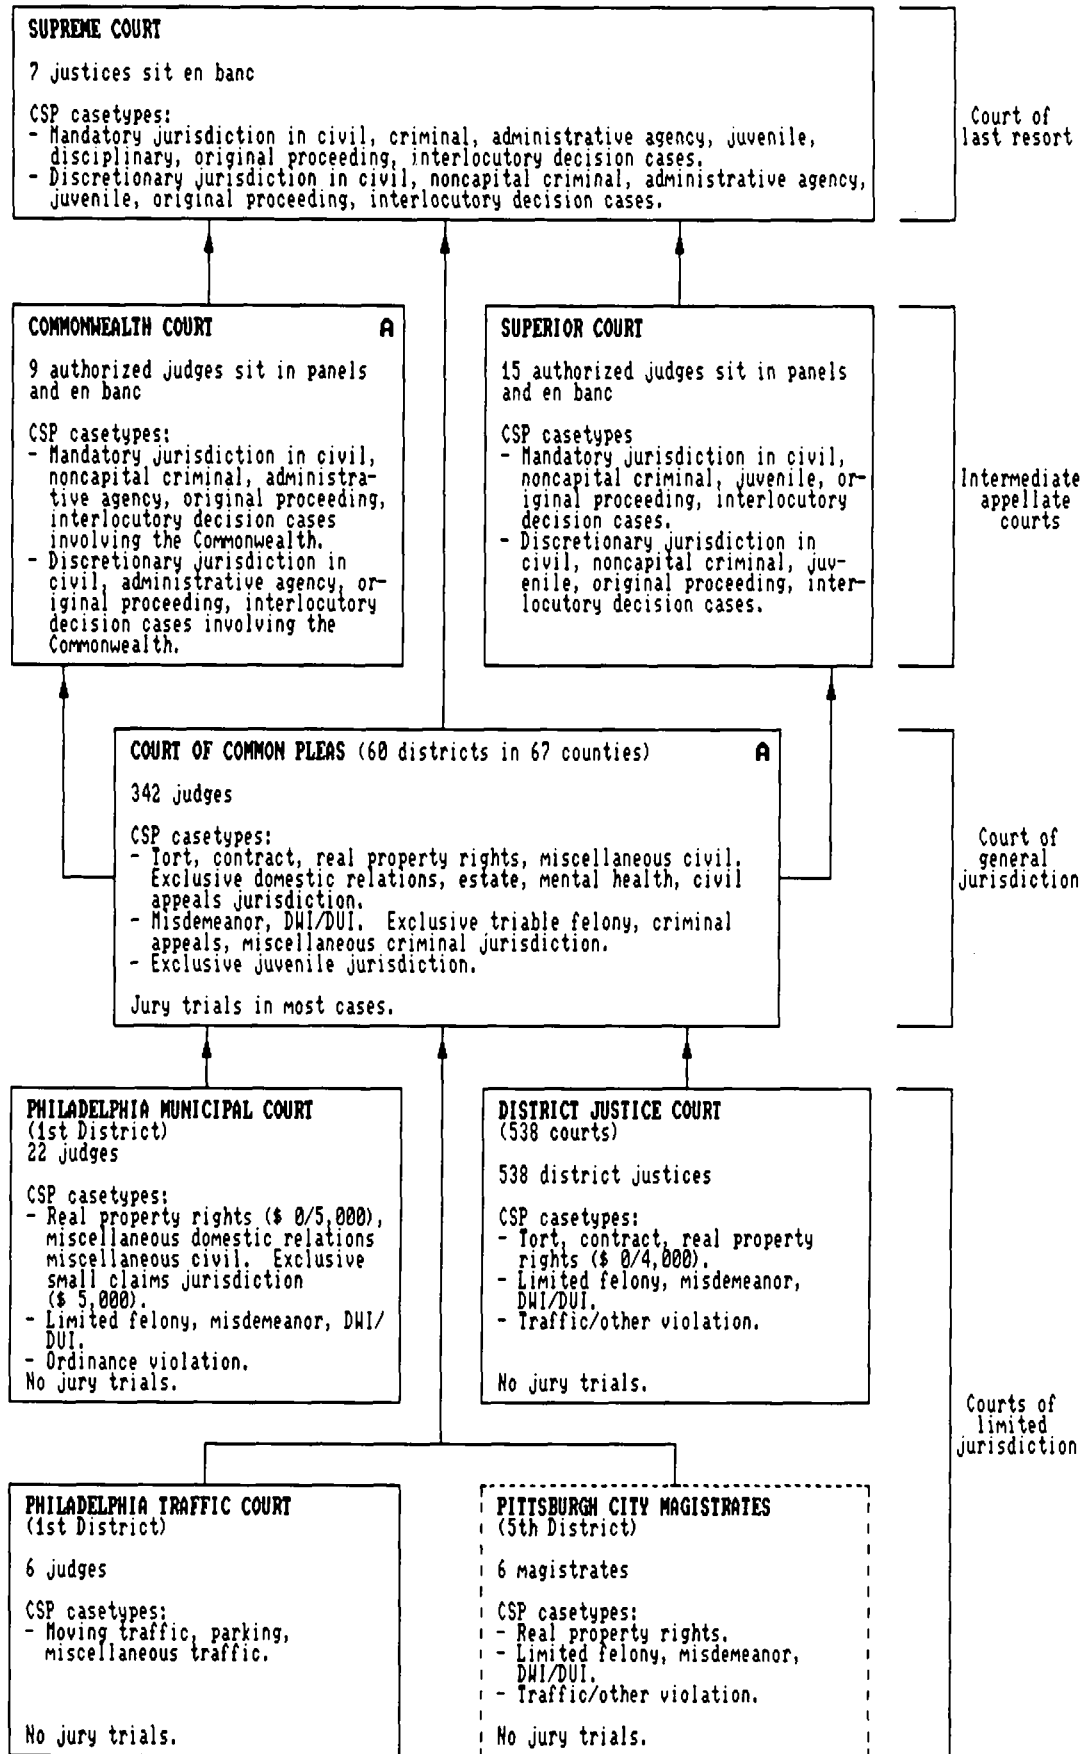 SUPREME COURT
7 justices sit en banc
CSP casetypes:
- Mandatory jurisdiction in civil, criminal, administrative agency, juvenile,
disciplinary, original proceeding, interlocutory decision cases.
- Discretionary jurisdiction in civil, noncapital criminal, administrative agency,
juvenile, original proceeding, interlocutory decision cases.
Court of
last resort
COMMONWEALTH COURT A
9 authorized judges sit in panels
and en banc
CSP casetypes:
- Mandatory jurisdiction in civil,
noncapital criminal, administra-
tive agency, original proceeding,
interlocutory decision cases
involving the Commonwealth.
- Discretionary jurisdiction in
civil, administrative agency, or-
iginal proceeding, interlocutory
decision cases involving the
Commonwealth.
SUPERIOR COURT
15 authorized judges sit in panels
and en banc
CSP casetypes
- Mandatory jurisdiction in civil,
noncapital criminal, juvenile, or-
iginal proceeding, interlocutory
decision cases.
- Discretionary jurisdiction in
civil, noncapital criminal, juv-
enile, original proceeding, inter-
locutory decision cases.
Intermediate
appellate
courts
COURT OF COMMON PLEAS (60 districts in 67 counties) A
342 judges
CSP casetypes:
- Tort, contract, real property rights, miscellaneous civil.
Exclusive domestic relations, estate, mental health, civil
appeals jurisdiction.
- Misdemeanor, DWI/DUI. Exclusive triable felony, criminal
appeals, miscellaneous criminal jurisdiction.
- Exclusive juvenile jurisdiction.
Jury trials in most cases.
Court of
general
jurisdiction
PHILADELPHIA MUNICIPAL COURT
(1st District)
22 judges
CSP casetypes:
- Real property rights ($ 0/5,000),
miscellaneous domestic relations
miscellaneous civil. Exclusive
small claims jurisdiction
($ 5,000).
- Limited felony, misdemeanor, DWI/
DUI.
- Ordinance violation.
No jury trials.
DISTRICT JUSTICE COURT
(538 courts)
538 district justices
CSP casetypes:
- Tort, contract, real property
rights ($ 0/4,000).
- Limited felony, misdemeanor,
DWI/DUI.
- Traffic/other violation.
No jury trials.
Courts of
limited
jurisdiction
PHILADELPHIA TRAFFIC COURT
(1st District)
6 judges
CSP casetypes:
- Moving traffic, parking,
miscellaneous traffic.
No jury trials.
PITTSBURGH CITY MAGISTRATES
(5th District)
6 magistrates
CSP casetypes:
- Real property rights.
- Limited felony, misdemeanor,
DWI/DUI.
- Traffic/other violation.
No jury trials.